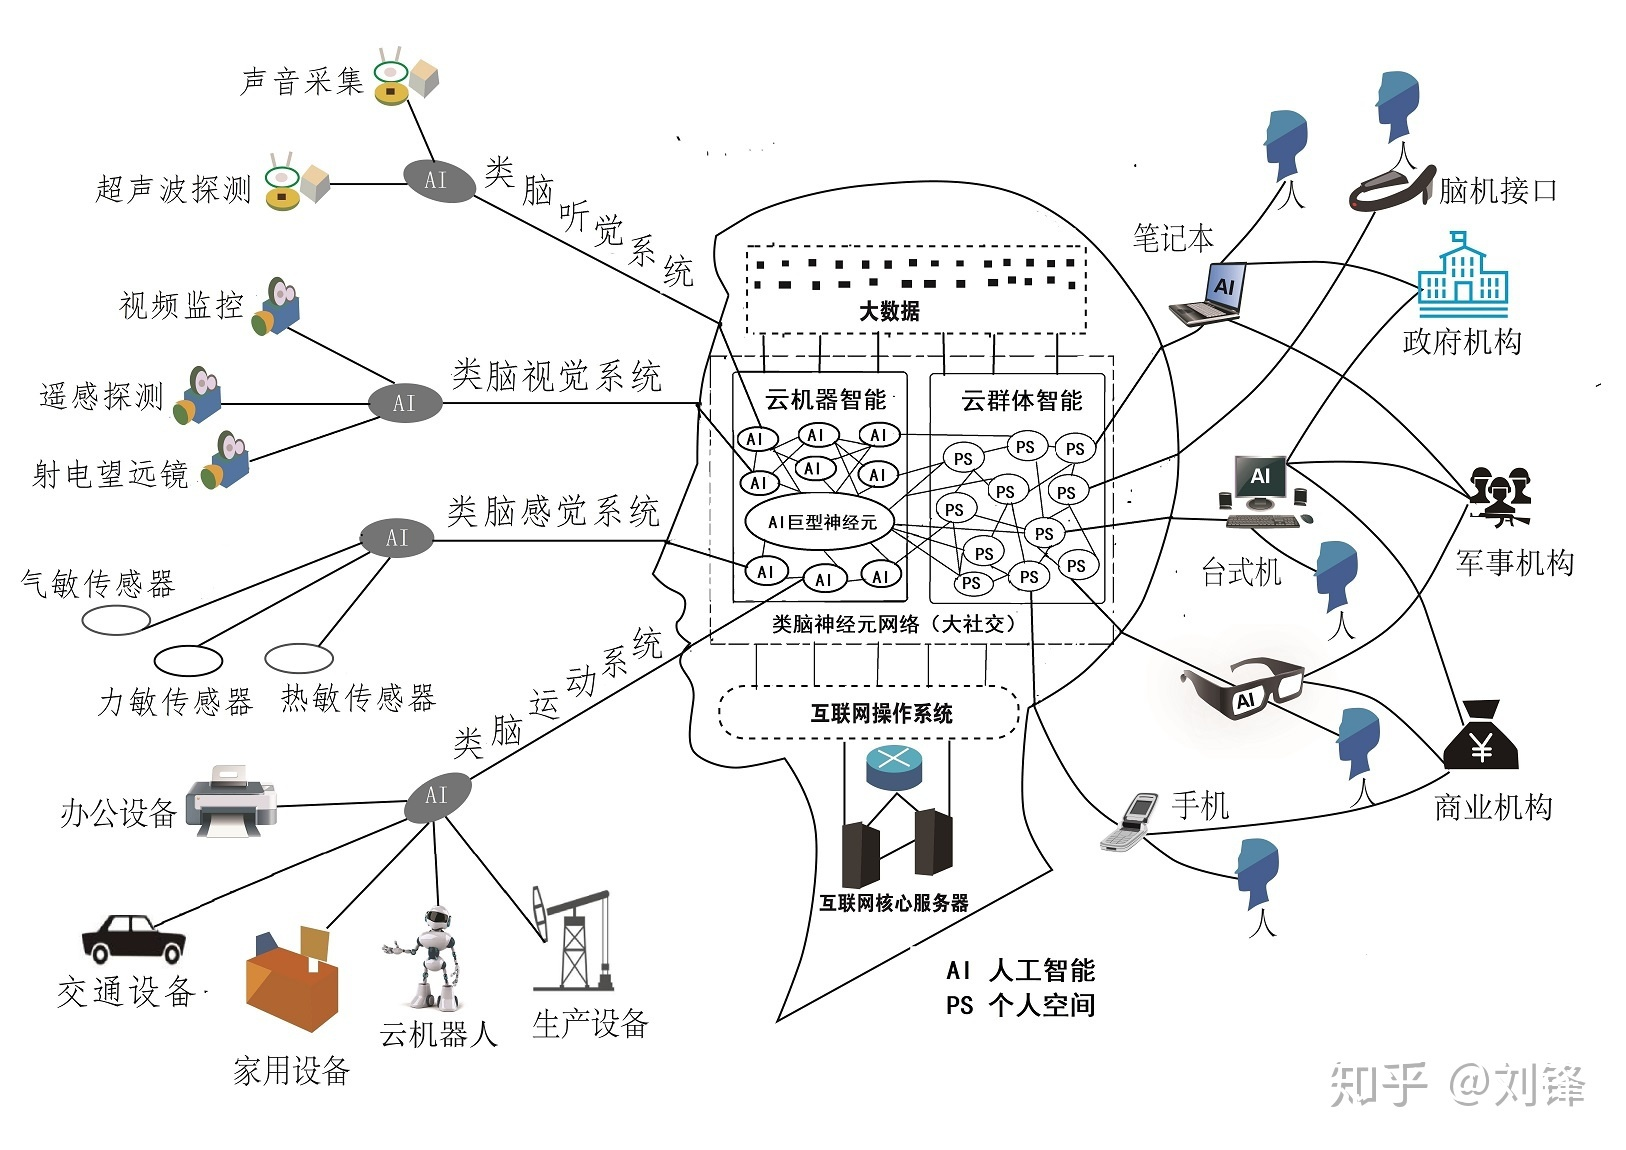 声音采集
AI
类脑听觉系统
超声波探测
视频监控
遥感探测
AI
类脑视觉系统
射电望远镜
AI
类脑感觉系统
气敏传感器
力敏传感器
热敏传感器
类脑运动系统
AI
办公设备
交通设备
家用设备
云机器人
生产设备
大数据
云机器智能
AI
AI
AI
AI
AI
AI
AI巨型神经元
AI
AI
AI
云群体智能
PS
PS
PS
PS
PS
PS
PS
PS
PS
PS
PS
类脑神经元网络（大社交）
互联网操作系统
互联网核心服务器
AI 人工智能
PS 个人空间
人
人
脑机接口
笔记本
AI
政府机构
AI
台式机
军事机构
人
AI
人
¥
商业机构
手机
人
知乎 @刘锋